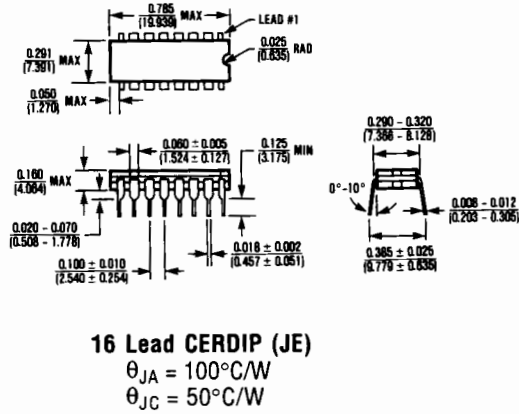 0.785 MAX
(19.939)
LEAD #1
0.291 MAX
(7.391)
0.025 RAD
(0.635)
0.050 MAX
(1.270)
0.060 ± 0.005
(1.524 ± 0.127)
0.125 MIN
(3.175)
0.290 - 0.320
(7.366 - 8.128)
0.160 MAX
(4.064)
0°-10°
0.020 - 0.070
(0.508 - 1.778)
0.008 - 0.012
(0.203 - 0.305)
0.018 ± 0.002
(0.457 ± 0.051)
0.100 ± 0.010
(2.540 ± 0.254)
0.385 ± 0.025
(9.779 ± 0.635)
16 Lead CERDIP (JE)
θJA = 100°C/W
θJC = 50°C/W